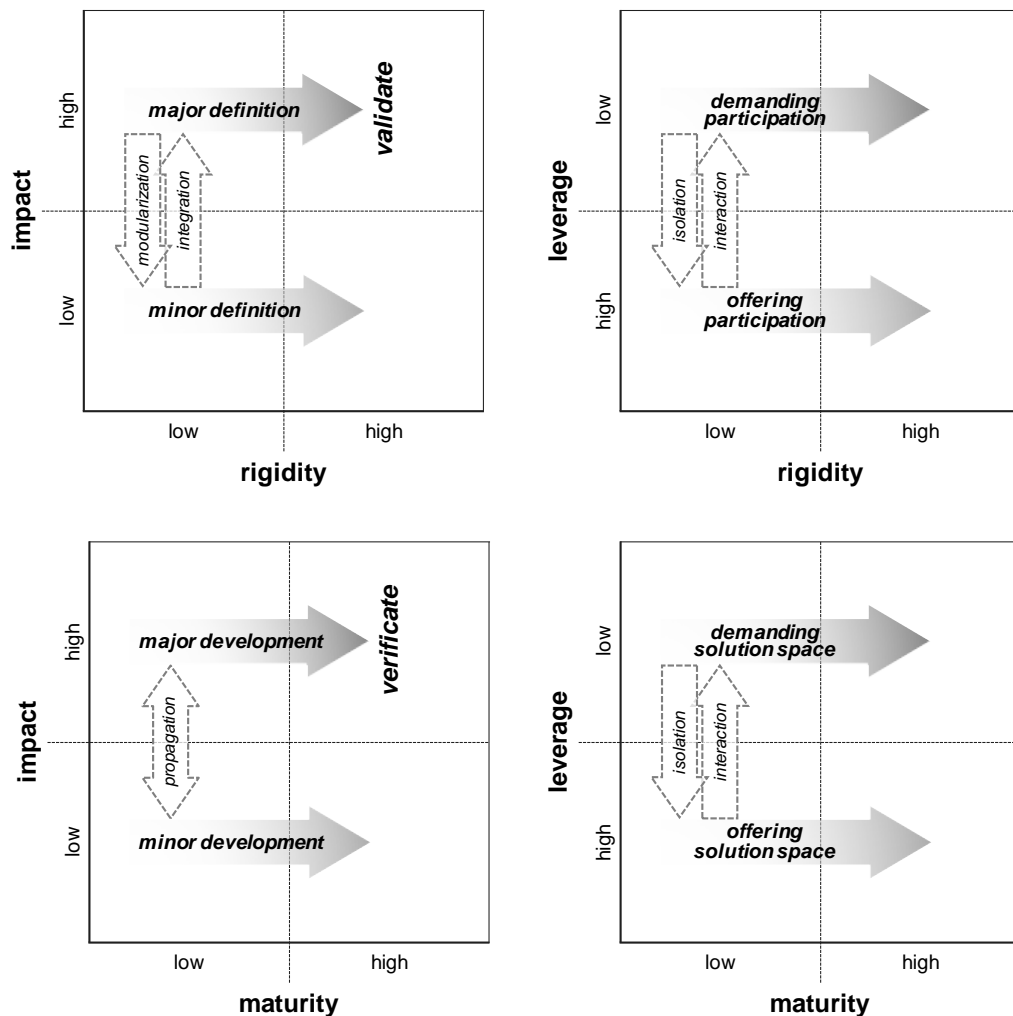 impact
high
low
major definition
validate
modularization
integration
minor definition
low
high
rigidity
leverage
low
high
demanding
participation
isolation
interaction
offering
participation
low
high
rigidity
impact
high
low
major development
verificate
propagation
minor development
low
high
maturity
leverage
low
high
demanding
solution space
isolation
interaction
offering
solution space
low
high
maturity